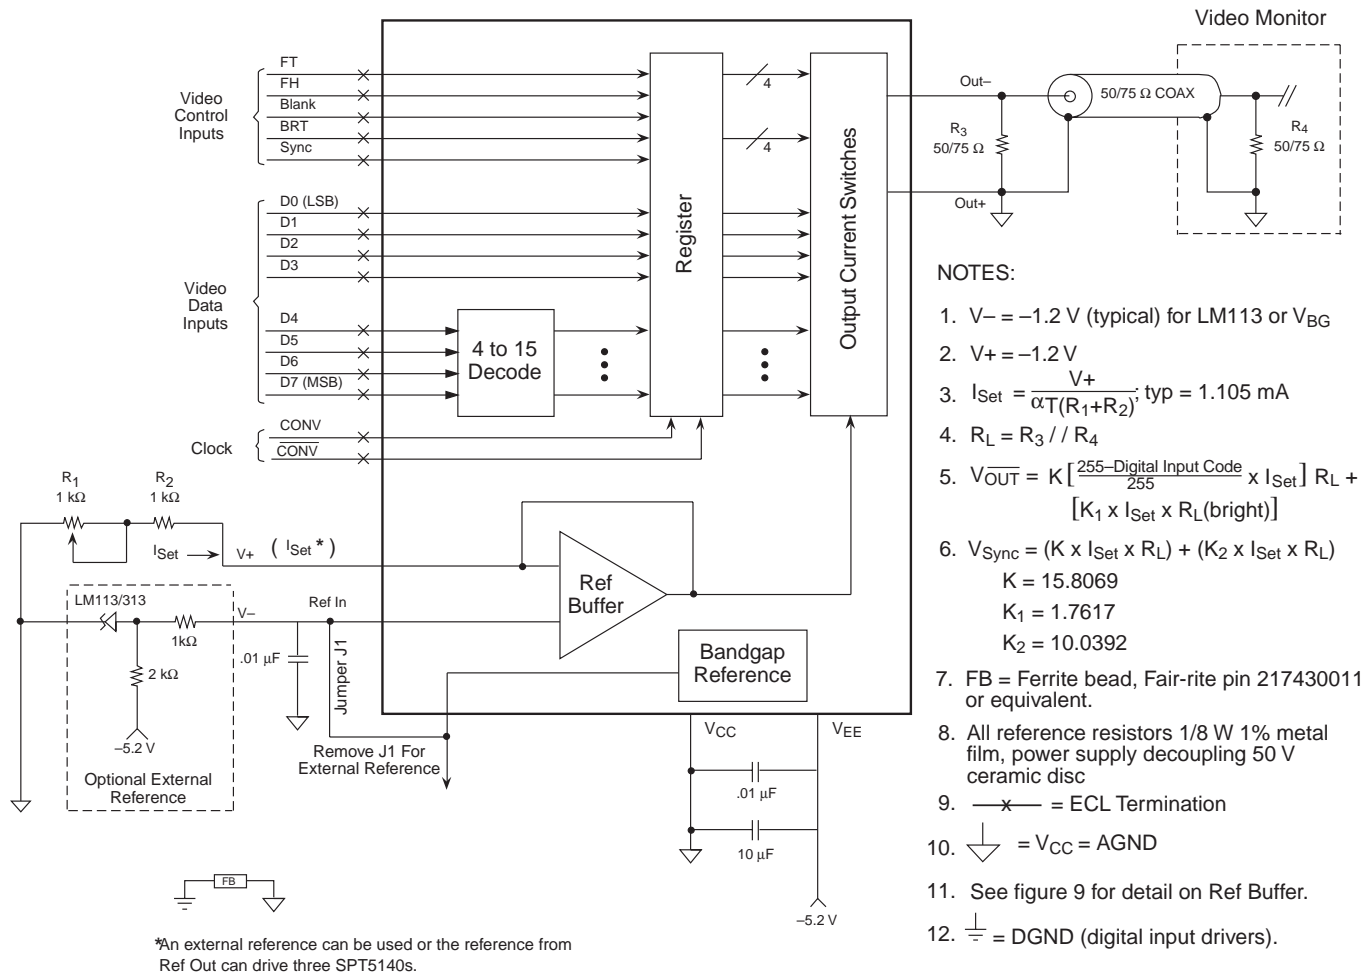 Video Monitor
FT
FH
Blank
BRT
Sync
Video
Control
Inputs
4
4
D0 (LSB)
D1
D2
D3
D4
D5
D6
D7 (MSB)
Video
Data
Inputs
4 to 15
Decode
Register
Output Current Switches
CONV
CONV
Clock
Out–
Out+
R3
50/75 Ω
50/75 Ω COAX
R4
50/75 Ω
R1
1 kΩ
R2
1 kΩ
ISet
V+
( ISet * )
LM113/313
V–
Ref In
1kΩ
2 kΩ
–5.2 V
Optional External
Reference
.01 µF
Jumper J1
Remove J1 For
External Reference
Ref
Buffer
Bandgap
Reference
VCC
VEE
.01 µF
10 µF
–5.2 V
FB
*An external reference can be used or the reference from
Ref Out can drive three SPT5140s.
NOTES:
1. V– = –1.2 V (typical) for LM113 or VBG
2. V+ = –1.2 V
3. ISet = V+ / αT(R1+R2); typ = 1.105 mA
4. RL = R3 / / R4
5. VOUT = K [ 255–Digital Input Code / 255 x ISet ] RL +
[K1 x ISet x RL(bright)]
6. VSync = (K x ISet x RL) + (K2 x ISet x RL)
K = 15.8069
K1 = 1.7617
K2 = 10.0392
7. FB = Ferrite bead, Fair-rite pin 217430011
or equivalent.
8. All reference resistors 1/8 W 1% metal
film, power supply decoupling 50 V
ceramic disc
9. x = ECL Termination
10. = VCC = AGND
11. See figure 9 for detail on Ref Buffer.
12. = DGND (digital input drivers).